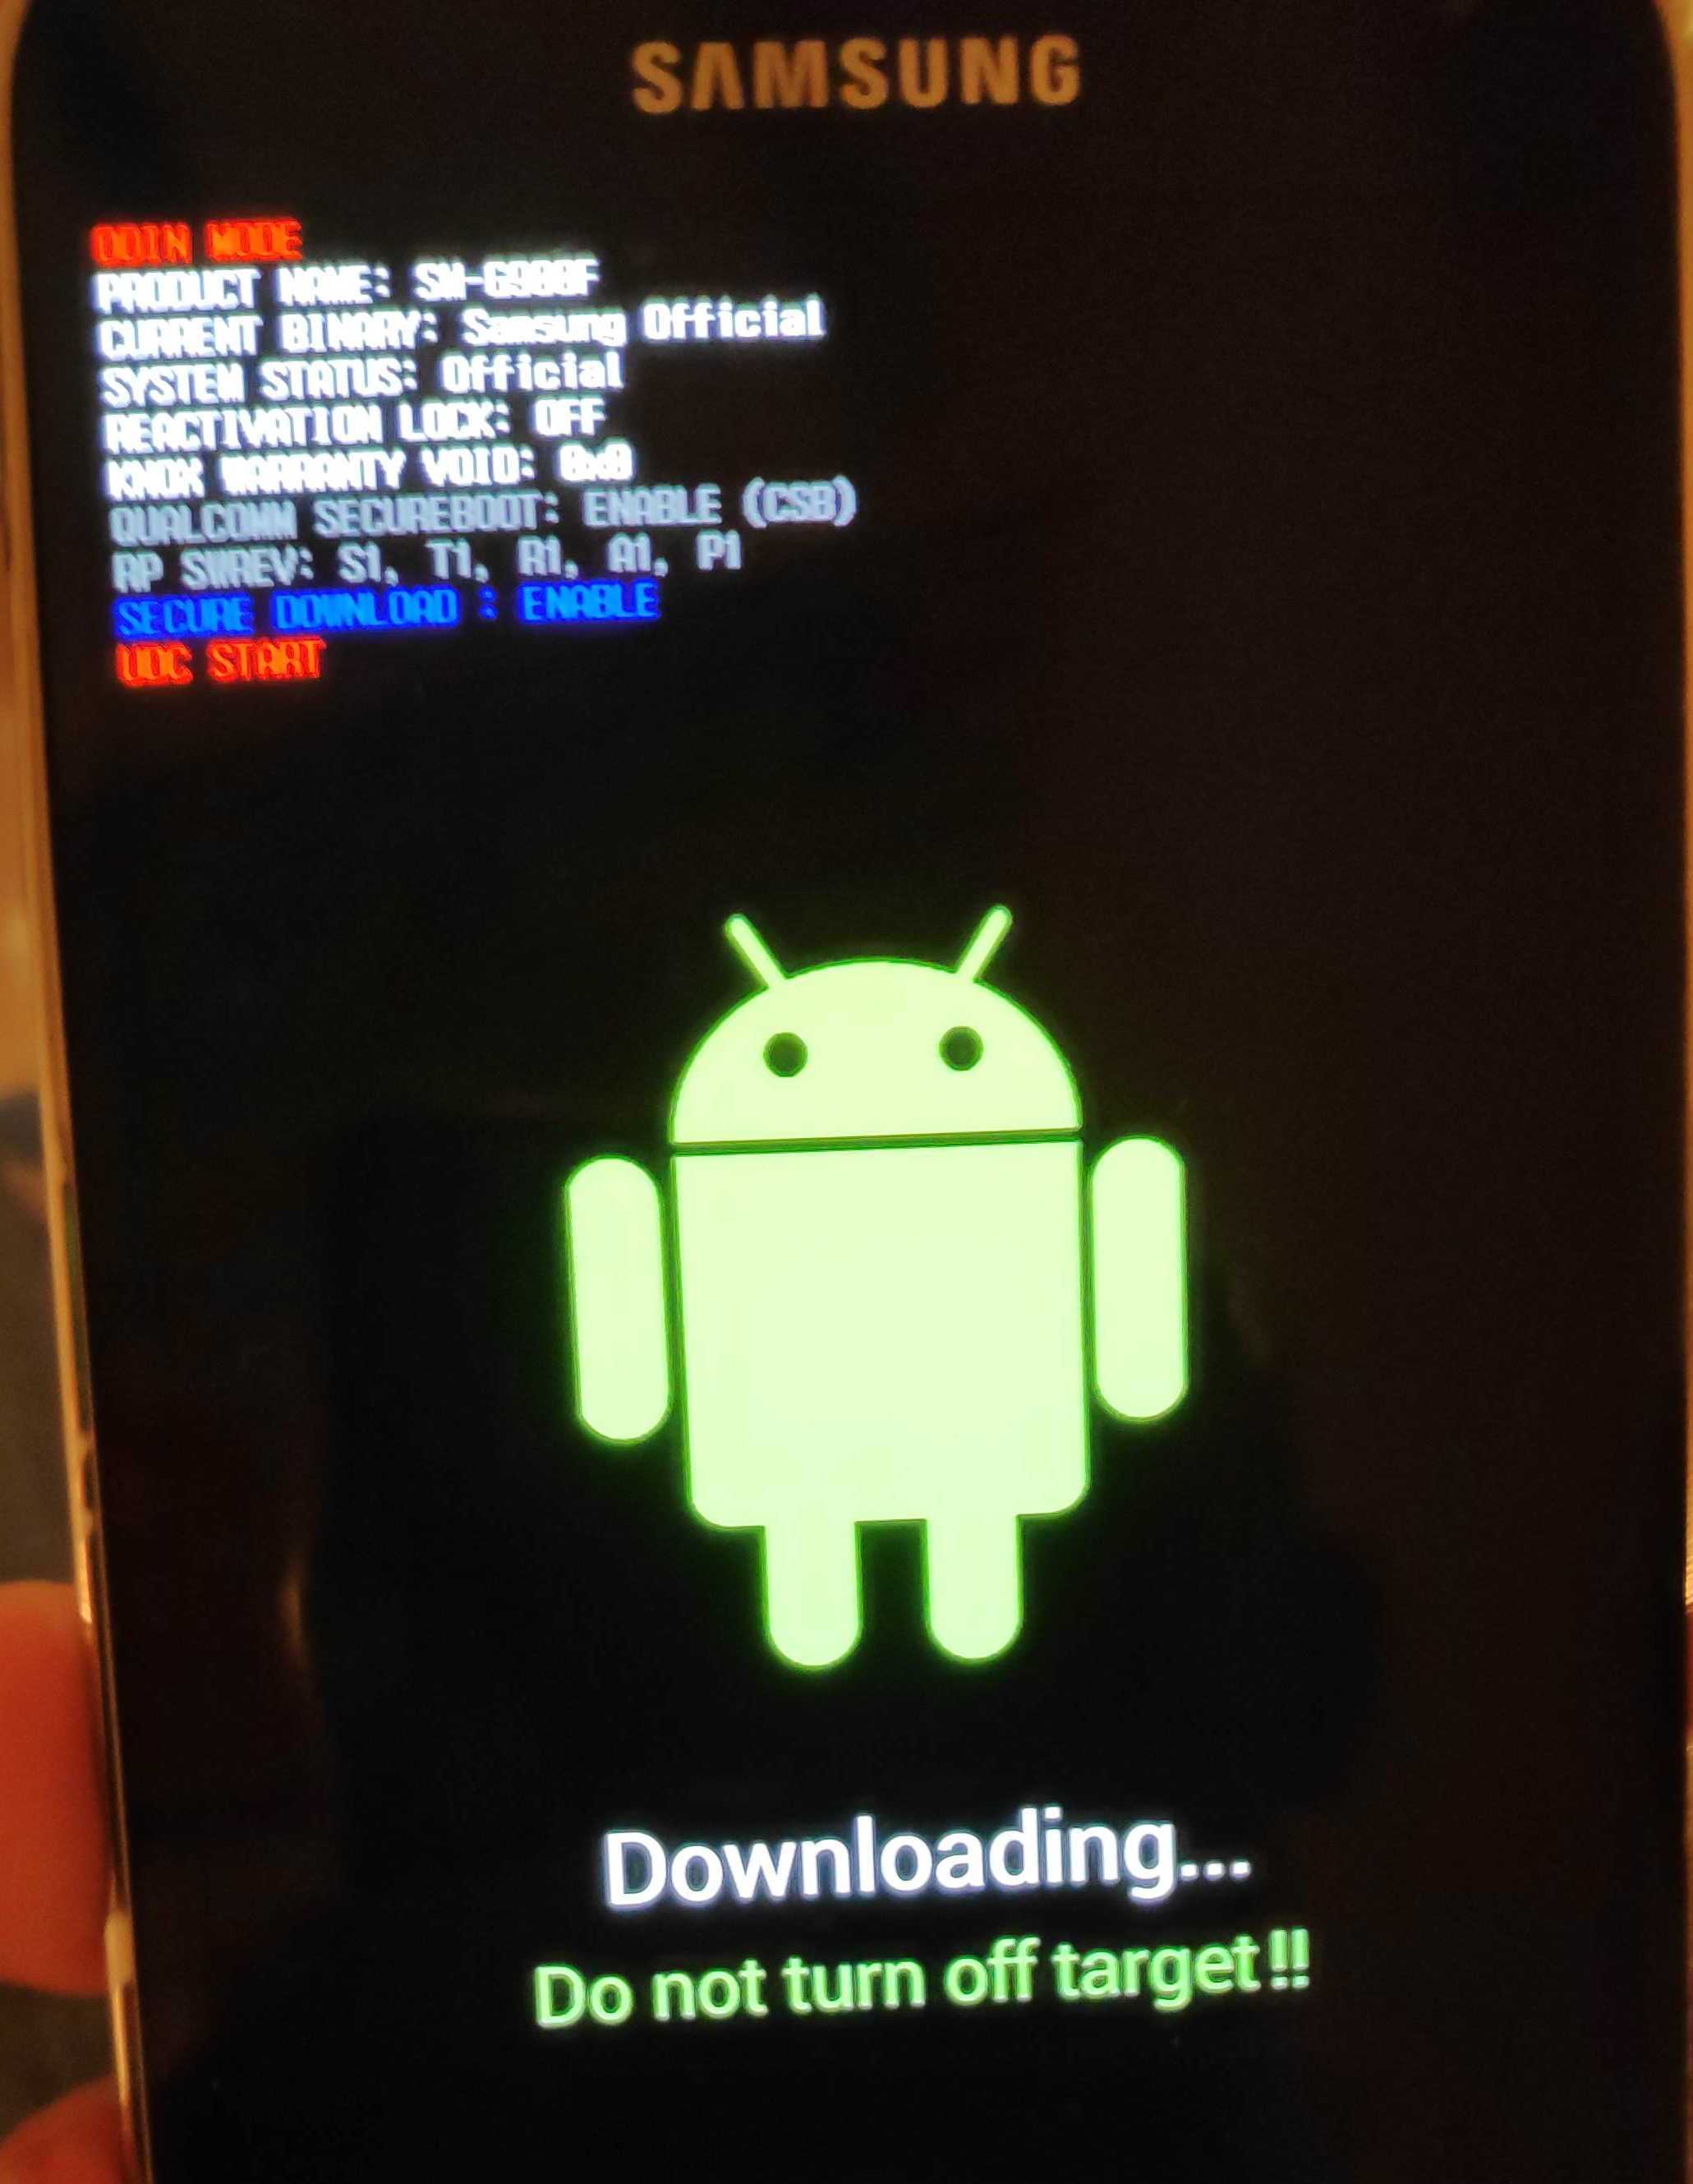 SAMSUNG
ODIN MODE
PRODUCT NAME: SM-G900F
CURRENT BINARY: Samsung Official
SYSTEM STATUS: Official
REACTIVATION LOCK: OFF
KNOX WARRANTY VOID: 0x0
QUALCOMM SECUREBOOT: ENABLE (CSB)
RP SWREV: S1, T1, R1, A1, P1
SECURE DOWNLOAD : ENABLE
UDC START
Downloading...
Do not turn off target!!